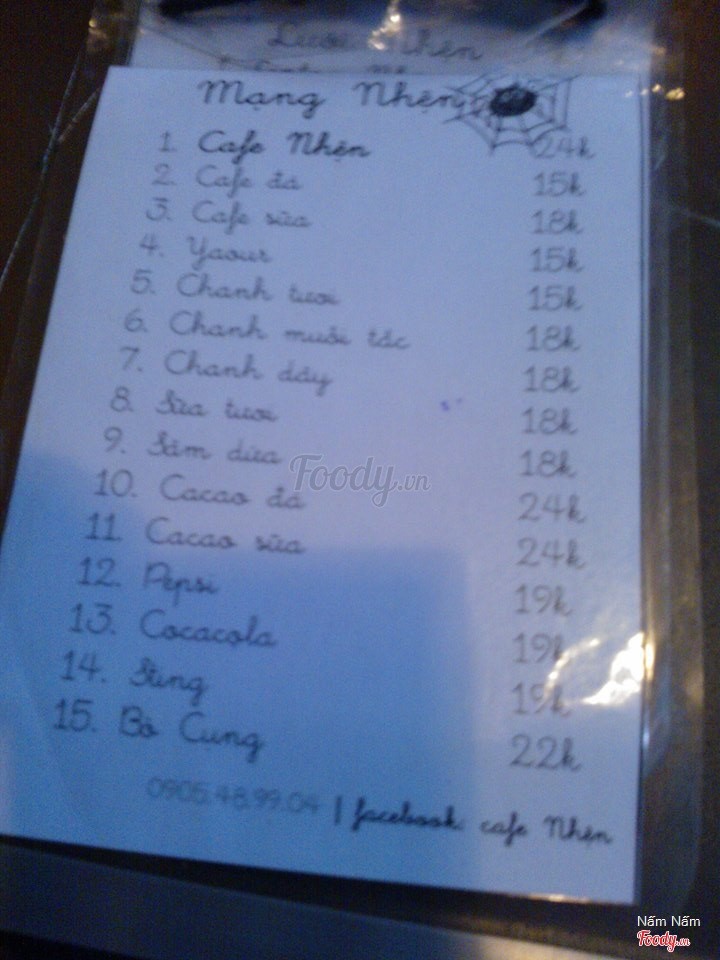 Lưới Nhện
Mạng Nhện
1. Cafe Nhện 24k
2. Cafe đá 15k
3. Cafe sữa 18k
4. Yaour 15k
5. Chanh tươi 15k
6. Chanh muối tắc 18k
7. Chanh dây 18k
8. Sữa tươi 18k
9. Sâm dứa 18k
10. Cacao đá 24k
11. Cacao sữa 24k
12. Pepsi 19k
13. Cocacola 19k
14. Sting 19k
15. Bò Cung 22k
0905.48.99.04 | facebook: cafe Nhện
Foody.vn
Nấm Nấm
Foody.vn